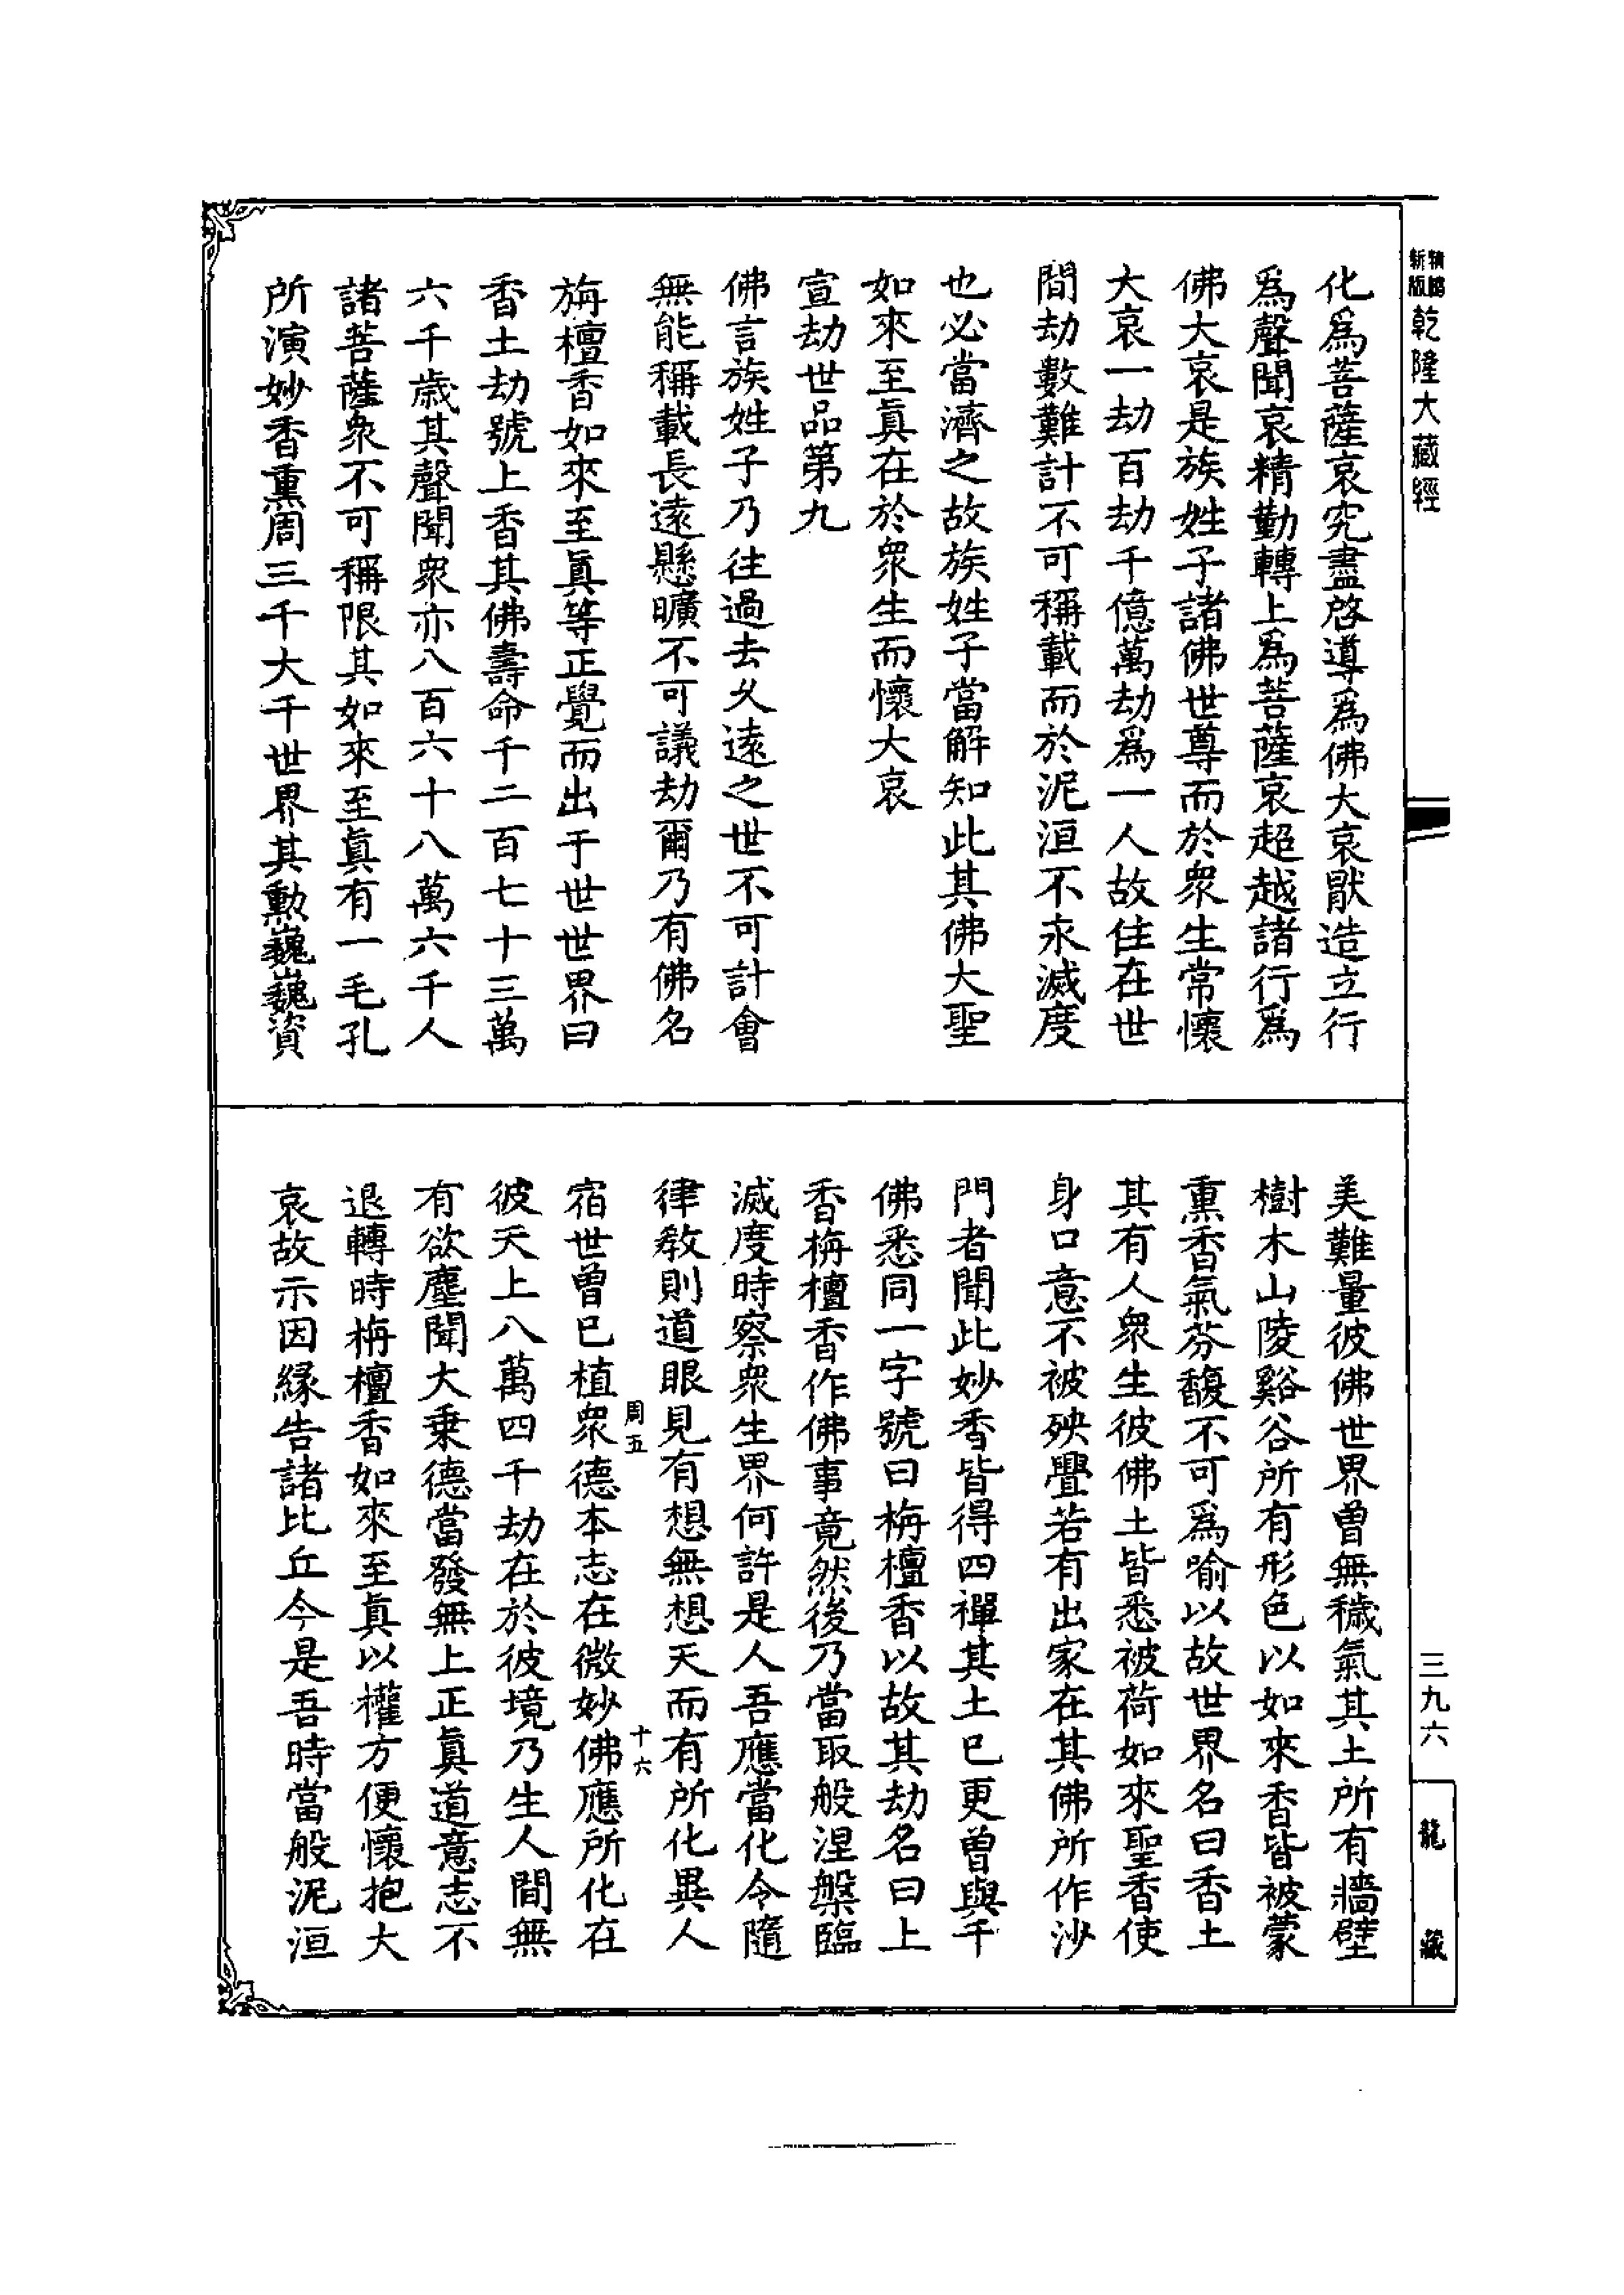 新版
精縮
乾隆大藏經
化爲菩薩哀究盡啓導爲佛大哀猒造立行
爲聲聞哀精勤轉上爲菩薩哀超越諸行爲
佛大哀是族姓子諸佛世尊而於衆生常懷
大哀一劫百劫千億萬劫爲一人故住在世
間劫數難計不可稱載而於泥洹不永滅度
也必當濟之故族姓子當解知此其佛大聖
如來至眞在於衆生而懷大哀
宣劫世品第九
佛言族姓子乃往過去久遠之世不可計會
無能稱載長遠懸曠不可議劫爾乃有佛名
旃檀香如來至眞等正覺而出于世世界曰
香土劫號上香其佛壽命千二百七十三萬
六千歲其聲聞衆亦八百六十八萬六千人
諸菩薩衆不可稱限其如來至眞有一毛孔
所演妙香熏周三千大千世界其勲巍巍資
美難量彼佛世界曾無穢氣其土所有牆壁
樹木山陵谿谷所有形色以如來香皆被蒙
熏香氣芬馥不可爲喻以故世界名曰香土
其有人衆生彼佛土皆悉被荷如來聖香使
身口意不被殃疊若有出家在其佛所作沙
門者聞此妙香皆得四禪其土已更曾與千
佛悉同一字號曰栴檀香以故其劫名曰上
香栴檀香作佛事竟然後乃當取般涅槃臨
滅度時察衆生界何許是人吾應當化令隨
律教則道眼見有想無想天而有所化異人
周五
十六
宿世曾已植衆德本志在微妙佛應所化在
彼天上八萬四千劫在於彼境乃生人間無
有欲塵聞大乘德當發無上正眞道意志不
退轉時栴檀香如來至眞以權方便懷抱大
哀故示因縁告諸比丘今是吾時當般泥洹
三九六
龍藏